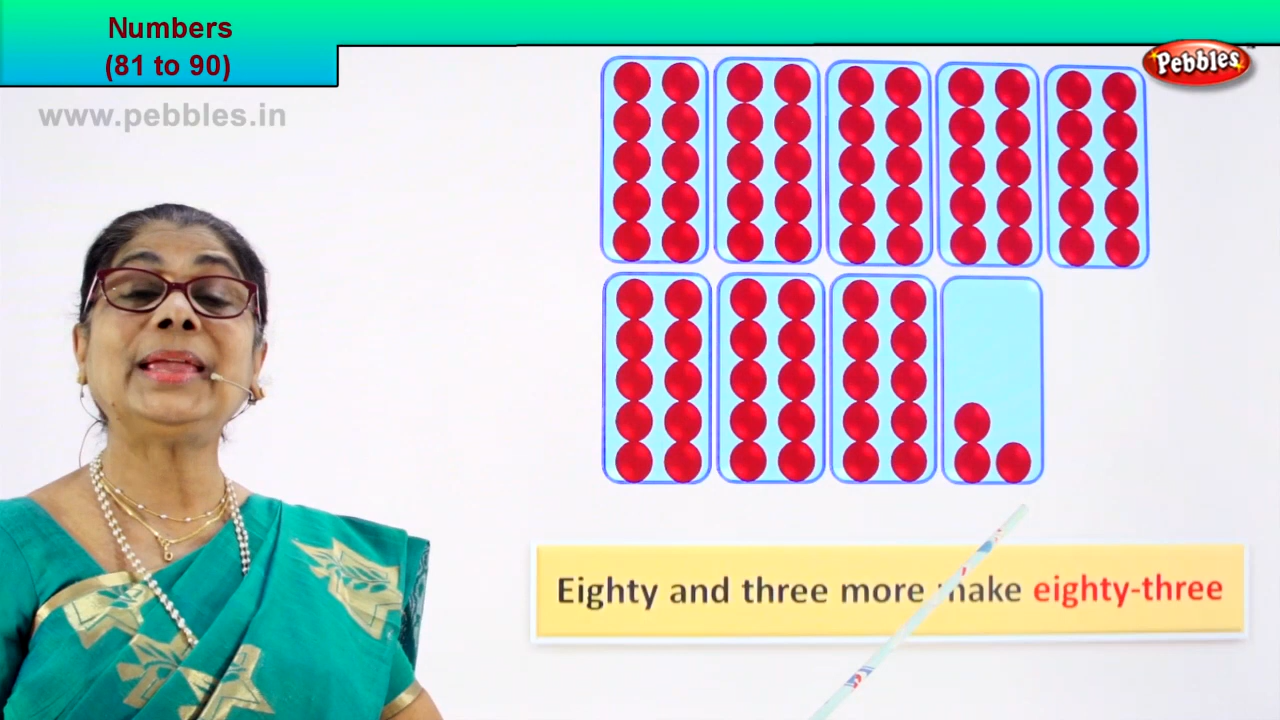 Numbers
(81 to 90)
Pebbles
www.pebbles.in
Eighty and three more make eighty-three